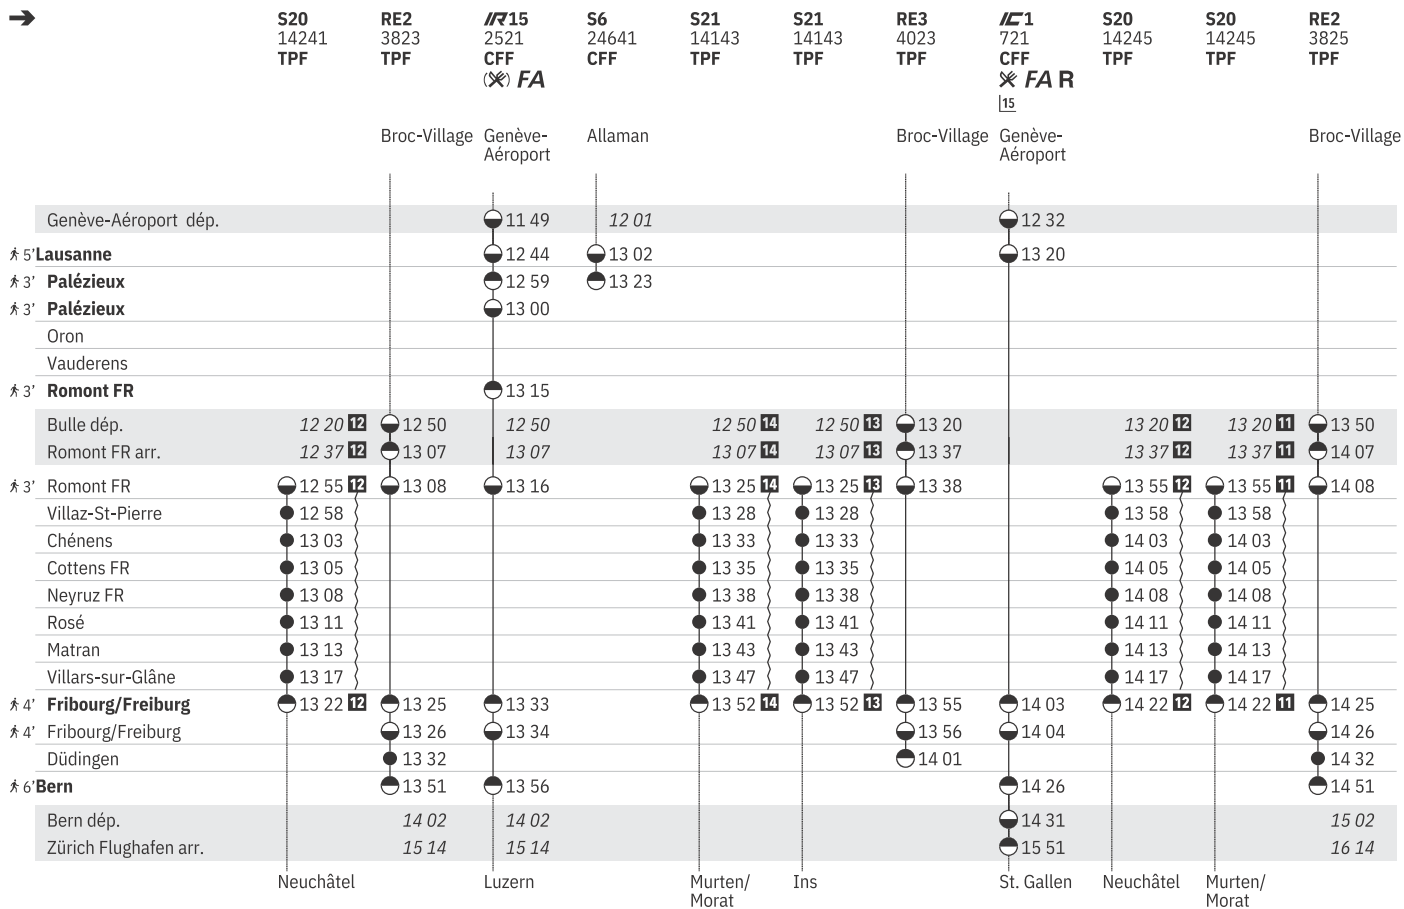 ➔ S20 RE2 IR15 S6 S21 S21 RE3 IC1 S20 S20 RE2
14241 3823 2521 24641 14143 14143 4023 721 14245 14245 3825
TPF TPF CFF CFF TPF TPF TPF CFF TPF TPF TPF
FA FA R
15
Broc-Village Genève- Allaman Broc-Village Genève- Broc-Village
Aéroport Aéroport
Genève-Aéroport dép. 11 49 12 01 12 32
5' Lausanne 12 44 13 02 13 20
3' Palézieux 12 59 13 23
3' Palézieux 13 00
Oron
Vauderens
3' Romont FR 13 15
Bulle dép. 12 20 12 12 50 12 50 12 50 14 12 50 13 13 20 13 20 12 13 20 11 13 50
Romont FR arr. 12 37 12 13 07 13 07 13 07 14 13 07 13 13 37 13 37 12 13 37 11 14 07
3' Romont FR 12 55 12 13 08 13 16 13 25 14 13 25 13 13 38 13 55 12 13 55 11 14 08
Villaz-St-Pierre 12 58 13 28 13 28 13 58 13 58
Chénens 13 03 13 33 13 33 14 03 14 03
Cottens FR 13 05 13 35 13 35 14 05 14 05
Neyruz FR 13 08 13 38 13 38 14 08 14 08
Rosé 13 11 13 41 13 41 14 11 14 11
Matran 13 13 13 43 13 43 14 13 14 13
Villars-sur-Glâne 13 17 13 47 13 47 14 17 14 17
4' Fribourg/Freiburg 13 22 12 13 25 13 33 13 52 14 13 52 13 13 55 14 03 14 22 12 14 22 11 14 25
4' Fribourg/Freiburg 13 26 13 34 13 56 14 04 14 26
Düdingen 13 32 14 01 14 32
6' Bern 13 51 13 56 14 26 14 51
Bern dép. 14 02 14 02 14 31 15 02
Zürich Flughafen arr. 15 14 15 14 15 51 16 14
Neuchâtel Luzern Murten/ Ins St. Gallen Neuchâtel Murten/
Morat Morat